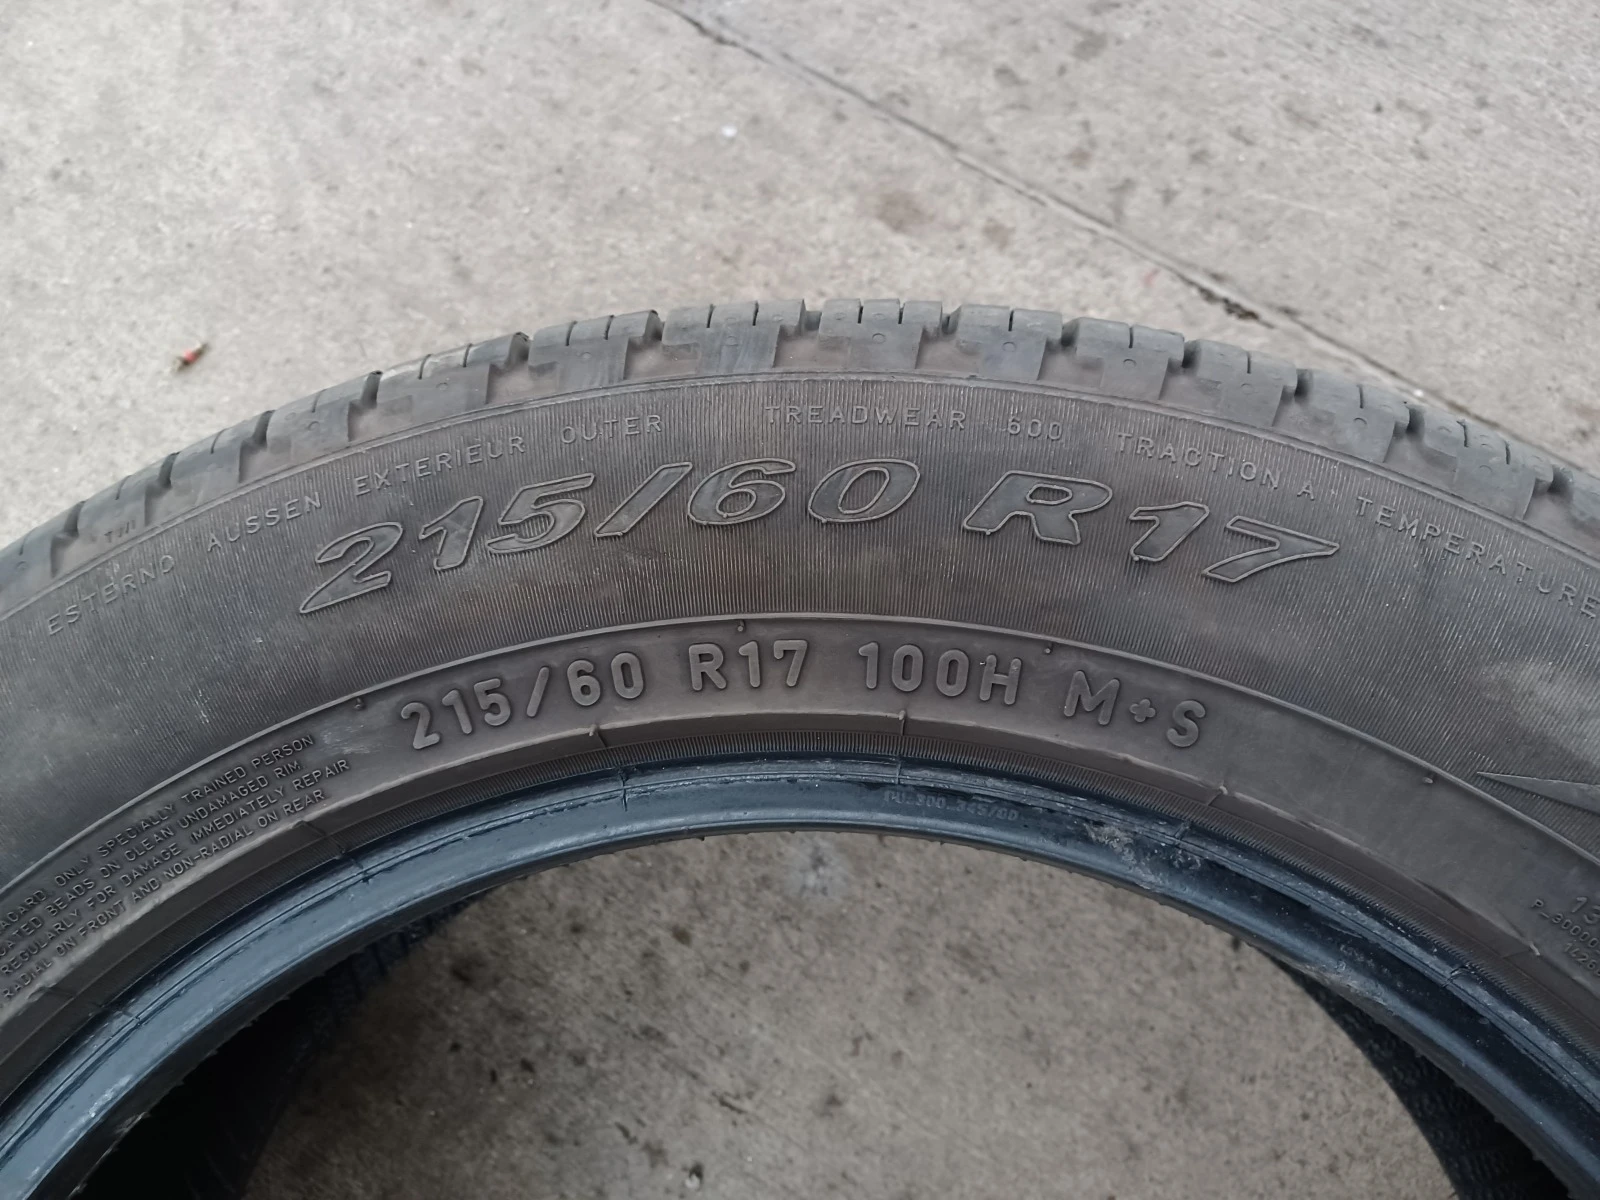 ESTERNO AUSSEN EXTERIEUR OUTER TREADWEAR 600 TRACTION A TEMPERATURE
TWI
215/60 R17
215/60 R17 100H M+S
ONLY SPECIALLY TRAINED PERSON
BEADS ON CLEAN UNDAMAGED RIM.
REGULARLY FOR DAMAGE. IMMEDIATELY REPAIR
RADIAL ON FRONT AND NON-RADIAL ON REAR